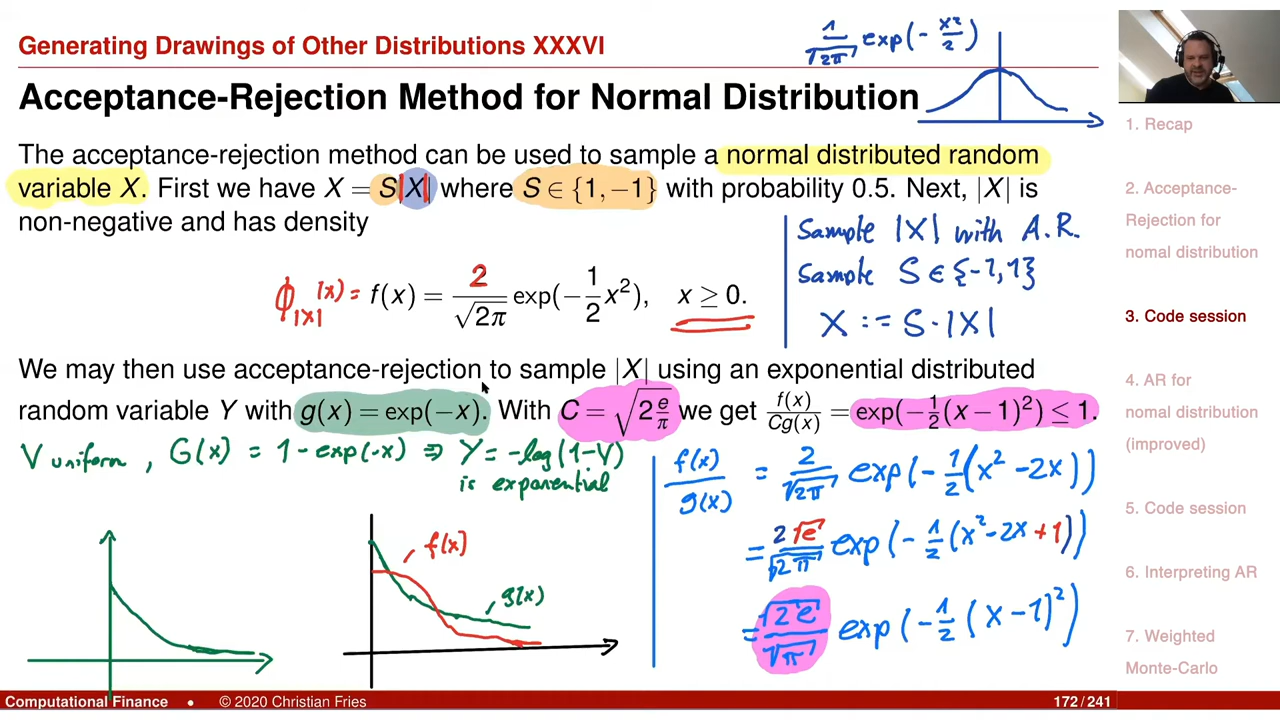 Generating Drawings of Other Distributions XXXVI
1/√2π exp(-x²/2)
Acceptance-Rejection Method for Normal Distribution
The acceptance-rejection method can be used to sample a normal distributed random
variable X. First we have X = S|X| where S ∈ {1, −1} with probability 0.5. Next, |X| is
non-negative and has density
Sample |X| with A.R.
Sample S ∈ {-1,1}
X := S·|X|
ϕ|X|(x) = f(x) = 2/√2π exp(−1/2 x²), x ≥ 0.
We may then use acceptance-rejection to sample |X| using an exponential distributed
random variable Y with g(x) = exp(−x). With C = √(2 e/π) we get f(x)/Cg(x) = exp(−½(x − 1)²) ≤ 1.
V uniform, G(x) = 1 - exp(-x) ⇒ Y = -log(1-V)
is exponential
f(x)
g(x)
f(x)/g(x) = 2/√2π exp(-½(x² - 2x))
= 2√e/√2π exp(-½(x² - 2x + 1))
= √2e/√π exp(-½(x - 1)²)
1. Recap
2. Acceptance-
Rejection for
nomal distribution
3. Code session
4. AR for
nomal distribution
(improved)
5. Code session
6. Interpreting AR
7. Weighted
Monte-Carlo
Computational Finance • © 2020 Christian Fries 172/241